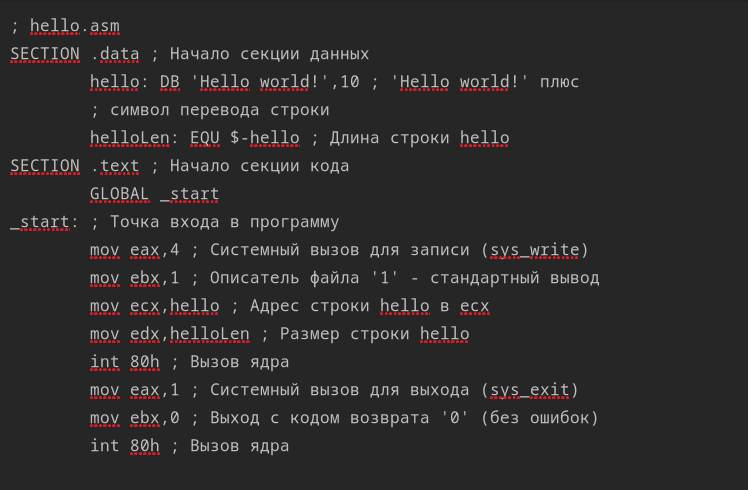 ; hello.asm
SECTION .data ; Начало секции данных
hello: DB 'Hello world!',10 ; 'Hello world!' плюс
; символ перевода строки
helloLen: EQU $-hello ; Длина строки hello
SECTION .text ; Начало секции кода
GLOBAL _start
_start: ; Точка входа в программу
mov eax,4 ; Системный вызов для записи (sys_write)
mov ebx,1 ; Описатель файла '1' - стандартный вывод
mov ecx,hello ; Адрес строки hello в ecx
mov edx,helloLen ; Размер строки hello
int 80h ; Вызов ядра
mov eax,1 ; Системный вызов для выхода (sys_exit)
mov ebx,0 ; Выход с кодом возврата '0' (без ошибок)
int 80h ; Вызов ядра